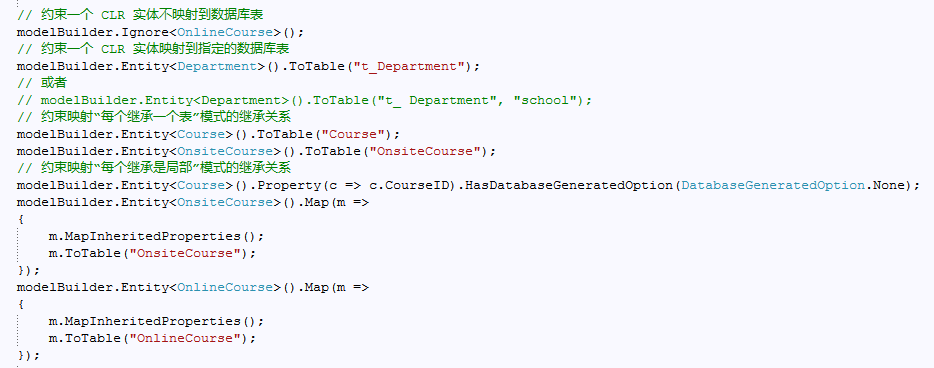 // 约束一个 CLR 实体不映射到数据库表
modelBuilder.Ignore<OnlineCourse>();
// 约束一个 CLR 实体映射到指定的数据库表
modelBuilder.Entity<Department>().ToTable("t_Department");
// 或者
// modelBuilder.Entity<Department>().ToTable("t_ Department", "school");
// 约束映射“每个继承一个表”模式的继承关系
modelBuilder.Entity<Course>().ToTable("Course");
modelBuilder.Entity<OnsiteCourse>().ToTable("OnsiteCourse");
// 约束映射“每个继承是局部”模式的继承关系
modelBuilder.Entity<Course>().Property(c => c.CourseID).HasDatabaseGeneratedOption(DatabaseGeneratedOption.None);
modelBuilder.Entity<OnsiteCourse>().Map(m =>
{
    m.MapInheritedProperties();
    m.ToTable("OnsiteCourse");
});
modelBuilder.Entity<OnlineCourse>().Map(m =>
{
    m.MapInheritedProperties();
    m.ToTable("OnlineCourse");
});